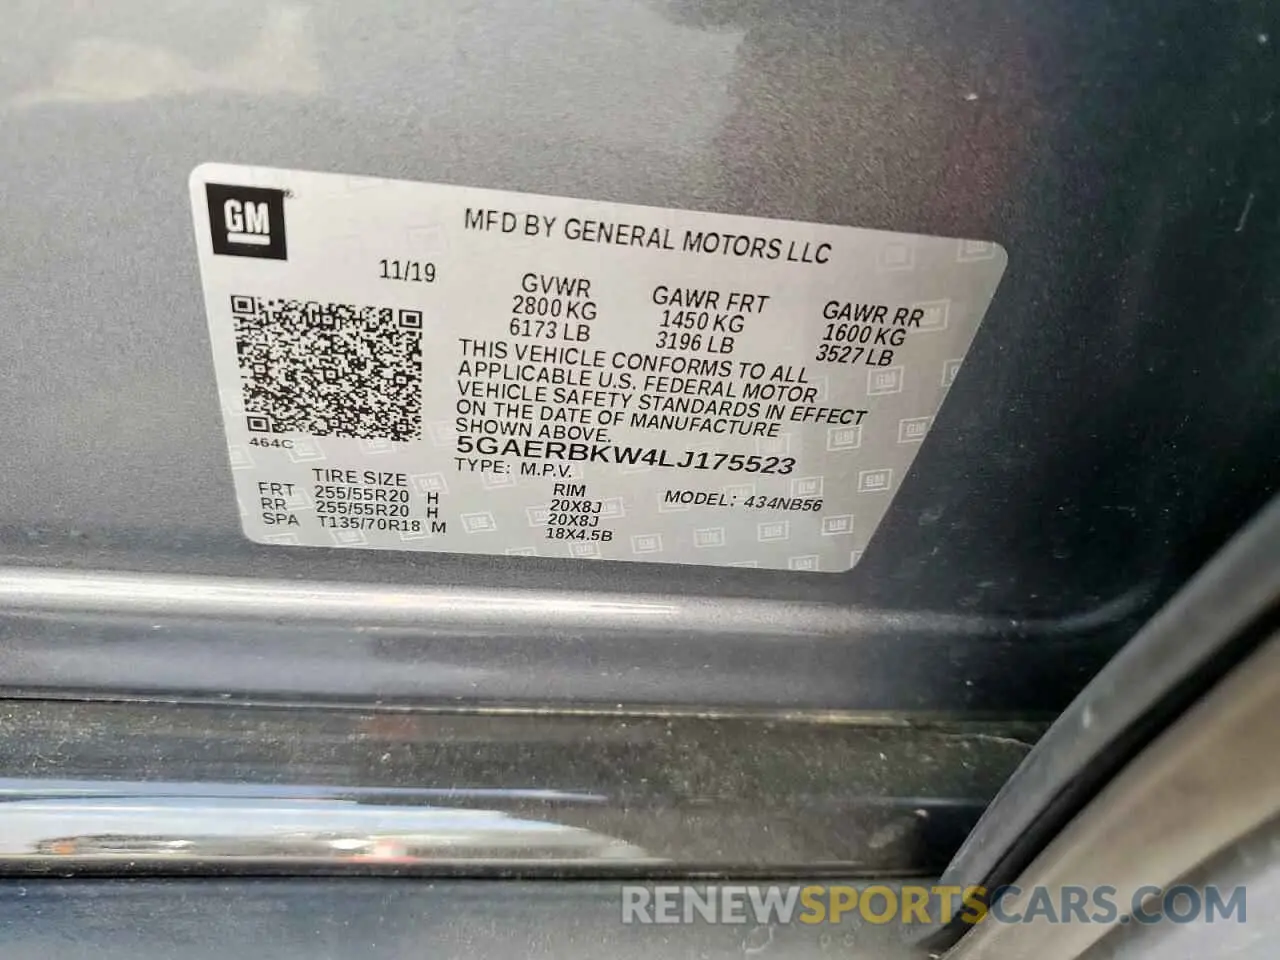 GM
MFD BY GENERAL MOTORS LLC
11/19
GVWR GAWR FRT GAWR RR
2800 KG 1450 KG 1600 KG
6173 LB 3196 LB 3527 LB
THIS VEHICLE CONFORMS TO ALL
APPLICABLE U.S. FEDERAL MOTOR
VEHICLE SAFETY STANDARDS IN EFFECT
ON THE DATE OF MANUFACTURE
SHOWN ABOVE.
464C
5GAERBKW4LJ175523
TYPE: M.P.V. MODEL: 434NB56
TIRE SIZE RIM
FRT 255/55R20 H 20X8J
RR 255/55R20 H 20X8J
SPA T135/70R18 M 18X4.5B
RENEWSPORTSCARS.COM